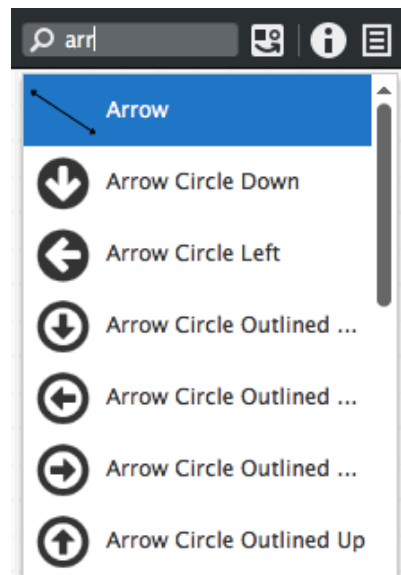 arr
Arrow
Arrow Circle Down
Arrow Circle Left
Arrow Circle Outlined ...
Arrow Circle Outlined ...
Arrow Circle Outlined ...
Arrow Circle Outlined Up